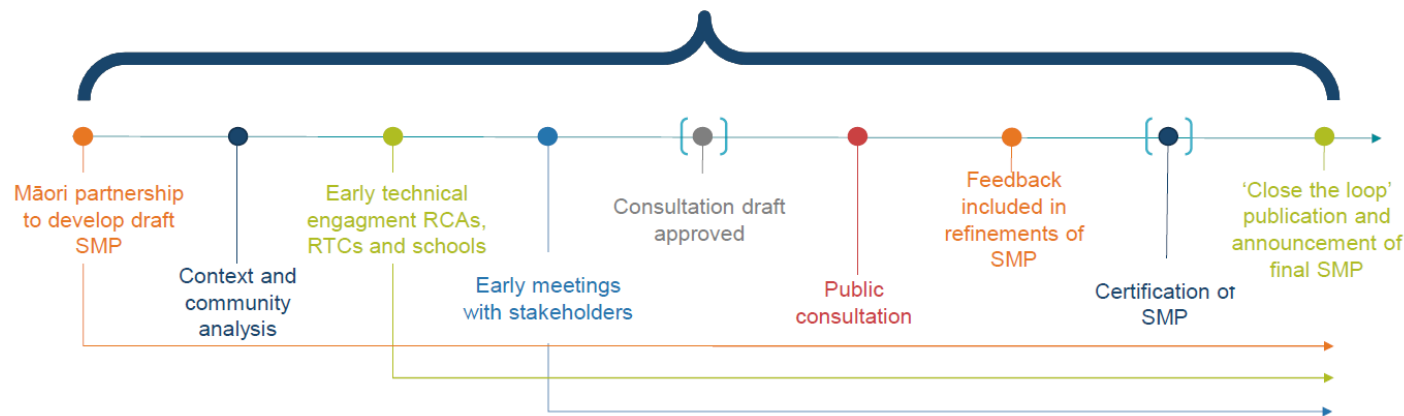 Māori partnership
to develop draft
SMP
Context and
community
analysis
Early technical
engagment RCAs,
RTCs and schools
Early meetings
with stakeholders
Consultation draft
approved
Public
consultation
Feedback
included in
refinements of
SMP
Certification of
SMP
‘Close the loop’
publication and
announcement of
final SMP